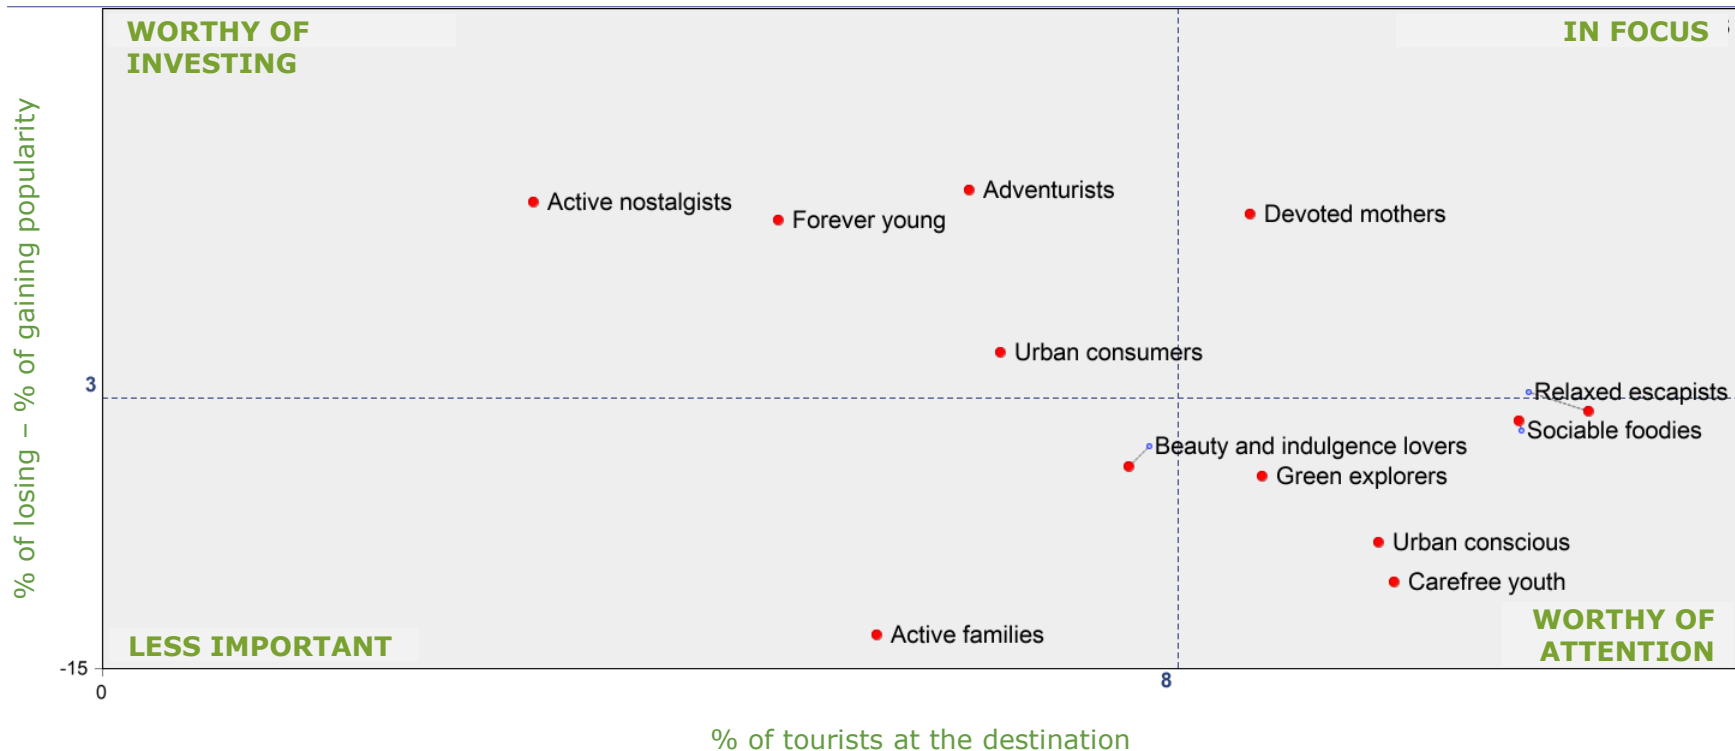 WORTHY OF
INVESTING
IN FOCUS
% of losing – % of gaining popularity
Adventurists
Active nostalgists
Forever young
Devoted mothers
Urban consumers
3
Relaxed escapists
Sociable foodies
Beauty and indulgence lovers
Green explorers
Urban conscious
Carefree youth
Active families
LESS IMPORTANT
WORTHY OF
ATTENTION
-15
0
8
% of tourists at the destination